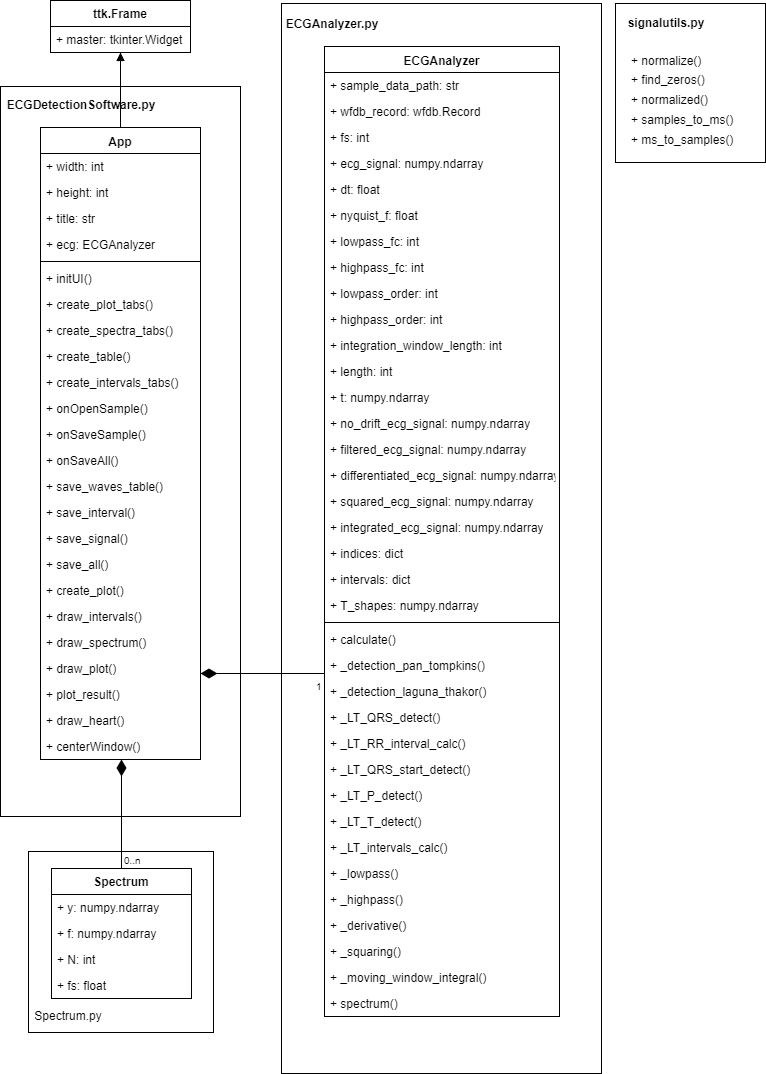 ttk.Frame
+ master: tkinter.Widget
ECGDetectionSoftware.py
App
+ width: int
+ height: int
+ title: str
+ ecg: ECGAnalyzer
+ initUI()
+ create_plot_tabs()
+ create_spectra_tabs()
+ create_table()
+ create_intervals_tabs()
+ onOpenSample()
+ onSaveSample()
+ onSaveAll()
+ save_waves_table()
+ save_interval()
+ save_signal()
+ save_all()
+ create_plot()
+ draw_intervals()
+ draw_spectrum()
+ draw_plot()
+ plot_result()
+ draw_heart()
+ centerWindow()
0..n
Spectrum
+ y: numpy.ndarray
+ f: numpy.ndarray
+ N: int
+ fs: float
Spectrum.py
ECGAnalyzer.py
ECGAnalyzer
+ sample_data_path: str
+ wfdb_record: wfdb.Record
+ fs: int
+ ecg_signal: numpy.ndarray
+ dt: float
+ nyquist_f: float
+ lowpass_fc: int
+ highpass_fc: int
+ lowpass_order: int
+ highpass_order: int
+ integration_window_length: int
+ length: int
+ t: numpy.ndarray
+ no_drift_ecg_signal: numpy.ndarray
+ filtered_ecg_signal: numpy.ndarray
+ differentiated_ecg_signal: numpy.ndarray
+ squared_ecg_signal: numpy.ndarray
+ integrated_ecg_signal: numpy.ndarray
+ indices: dict
+ intervals: dict
+ T_shapes: numpy.ndarray
+ calculate()
+ _detection_pan_tompkins()
1
+ _detection_laguna_thakor()
+ _LT_QRS_detect()
+ _LT_RR_interval_calc()
+ _LT_QRS_start_detect()
+ _LT_P_detect()
+ _LT_T_detect()
+ _LT_intervals_calc()
+ _lowpass()
+ _highpass()
+ _derivative()
+ _squaring()
+ _moving_window_integral()
+ spectrum()
signalutils.py
+ normalize()
+ find_zeros()
+ normalized()
+ samples_to_ms()
+ ms_to_samples()